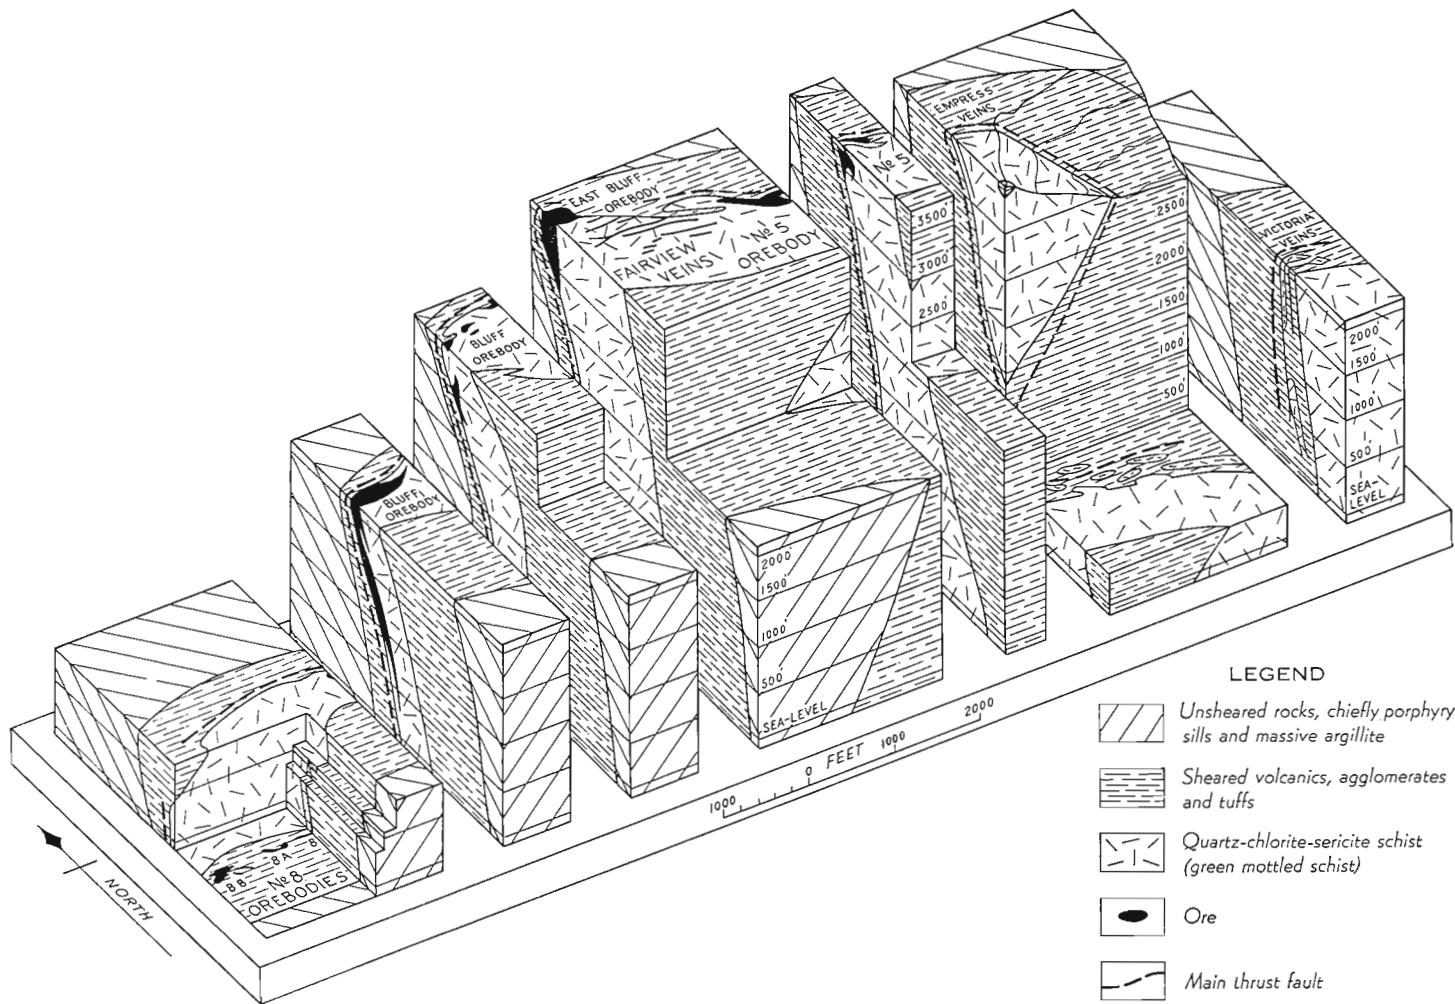 EMPRESS
VEINS
No 5
EAST BLUFF
OREBODY
FAIRVIEW
VEINS
No 5
OREBODY
3500'
3000'
2500'
2500'
2000'
1500'
1000'
500'
VICTORIA
VEINS
2000'
1500'
1000'
500'
SEA-
LEVEL
BLUFF
OREBODY
BLUFF
OREBODY
2000'
1500'
1000'
500'
SEA-LEVEL
8B
8A
8
No 8
OREBODIES
NORTH
1000
0
FEET
1000
2000
LEGEND
Unsheared rocks, chiefly porphyry
sills and massive argillite
Sheared volcanics, agglomerates
and tuffs
Quartz-chlorite-sericite schist
(green mottled schist)
Ore
Main thrust fault